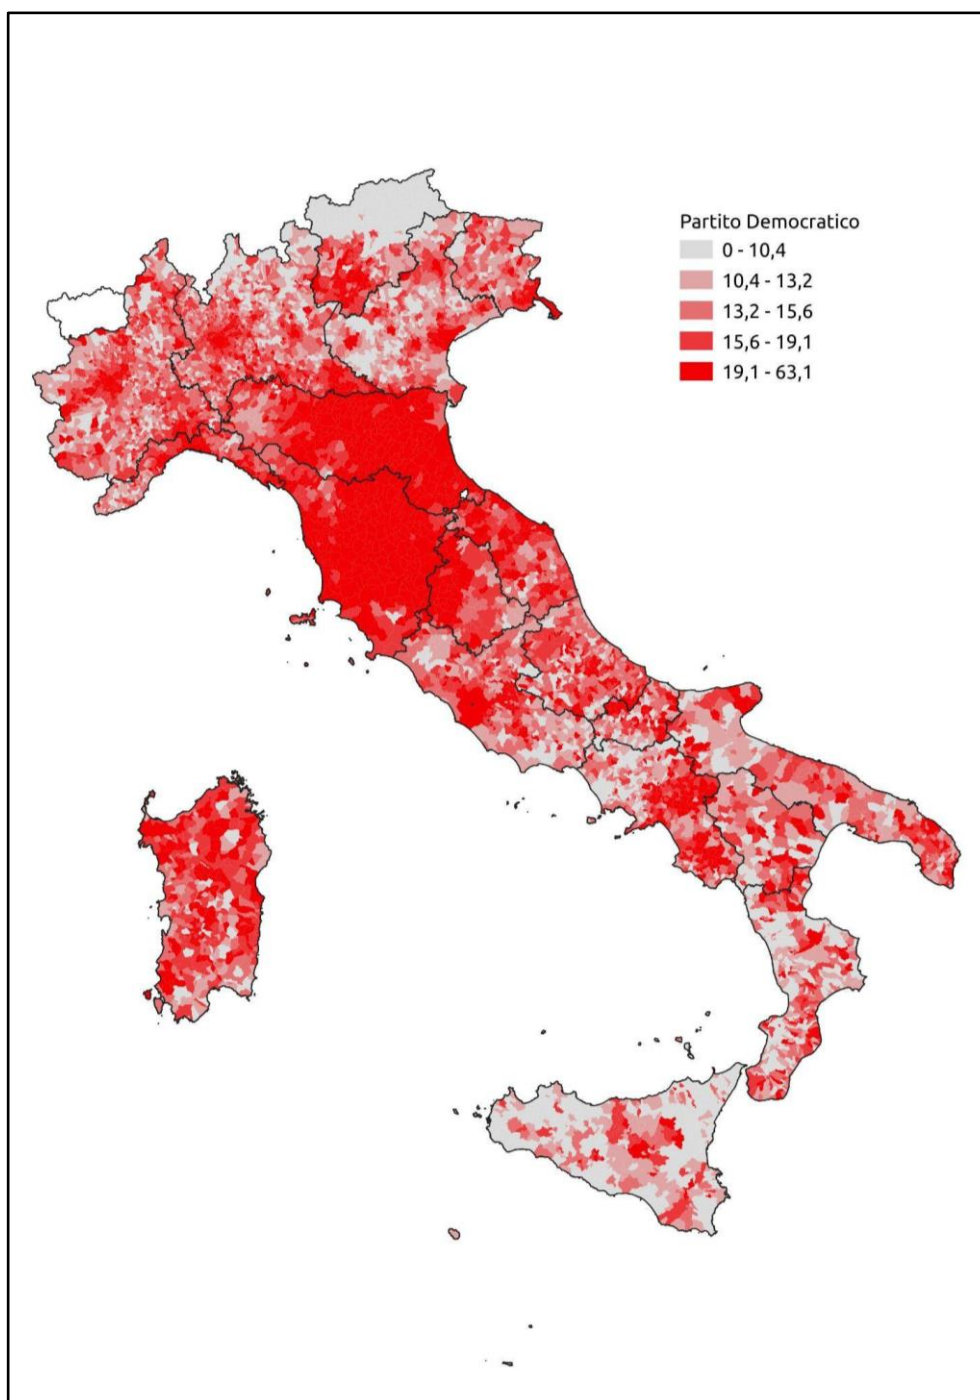 Partito Democratico
0 - 10,4
10,4 - 13,2
13,2 - 15,6
15,6 - 19,1
19,1 - 63,1